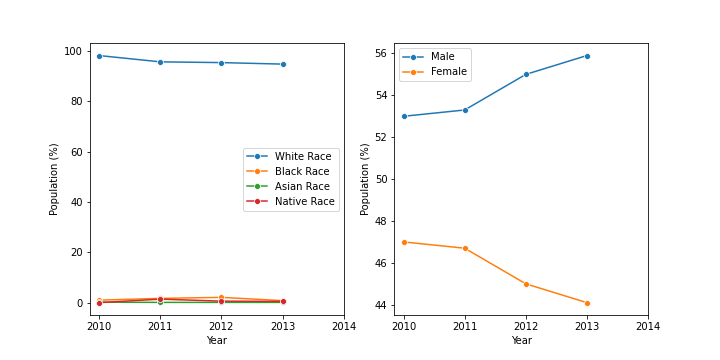 100
80
60
40
20
0
Population (%)
2010 2011 2012 2013 2014
Year
White Race
Black Race
Asian Race
Native Race
56
54
52
50
48
46
44
Population (%)
2010 2011 2012 2013 2014
Year
Male
Female